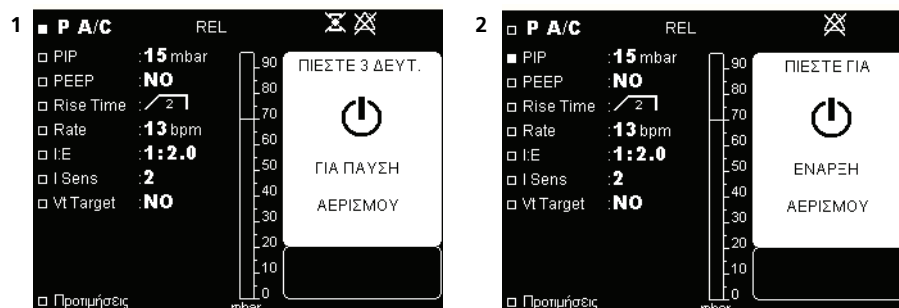 1
P A/C REL
PIP :15 mbar
PEEP :NO
Rise Time : 2
Rate :13 bpm
I:E :1:2.0
I Sens :2
Vt Target :NO
Προτιμήσεις
90
80
70
60
50
40
30
20
10
0
mbar
ΠΙΕΣΤΕ 3 ΔΕΥΤ.
ΓΙΑ ΠΑΥΣΗ
ΑΕΡΙΣΜΟΥ
2
P A/C REL
PIP :15 mbar
PEEP :NO
Rise Time : 2
Rate :13 bpm
I:E :1:2.0
I Sens :2
Vt Target :NO
Προτιμήσεις
90
80
70
60
50
40
30
20
10
0
mbar
ΠΙΕΣΤΕ ΓΙΑ
ΕΝΑΡΞΗ
ΑΕΡΙΣΜΟΥ